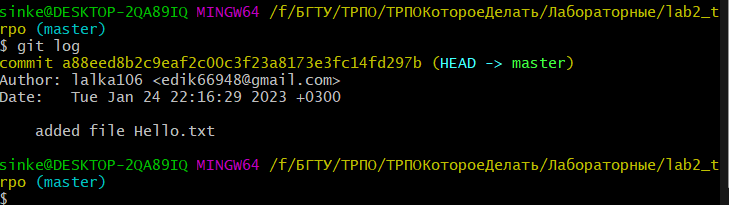 sinke@DESKTOP-2QA89IQ MINGW64 /f/БГТУ/ТРПО/ТРПОКотороеДелать/Лабораторные/lab2_t
rpo (master)
$ git log
commit a88eed8b2c9eaf2c00c3f23a8173e3fc14fd297b (HEAD -> master)
Author: lalka106 <edik66948@gmail.com>
Date:   Tue Jan 24 22:16:29 2023 +0300

    added file Hello.txt

sinke@DESKTOP-2QA89IQ MINGW64 /f/БГТУ/ТРПО/ТРПОКотороеДелать/Лабораторные/lab2_t
rpo (master)
$